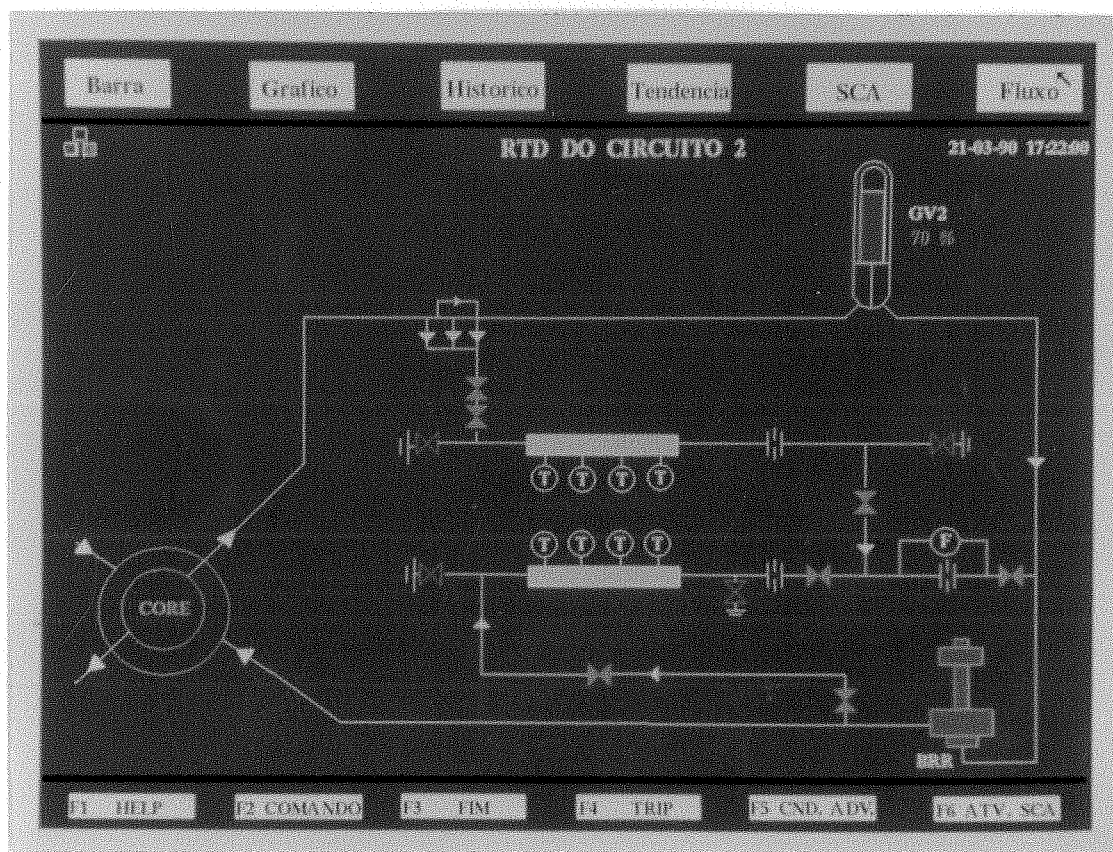 Barra Grafico Historico Tendencia SCA Fluxo
RTD DO CIRCUITO 2 21-03-90 17:22:00
GV2
70 %
T T T T
T T T T
F
CORE
BRR
F1 HELP F2 COMANDO F3 FIM F4 TRIP F5 CND. ADV. F6 ATV. SCA